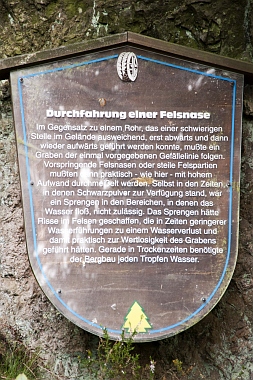 Durchfahrung einer Felsnase
Im Gegensatz zu einem Rohr, das einer schwierigen
Stelle im Gelände ausweichend, erst abwärts und dann
wieder aufwärts geführt werden konnte, mußte ein
Graben der einmal vorgegebenen Gefällelinie folgen.
Vorspringende Felsnasen oder steile Felspartien
mußten dann praktisch - wie hier - mit hohem
Aufwand durchmeißelt werden. Selbst in den Zeiten,
in denen Schwarzpulver zur Verfügung stand, war
ein Sprengen in den Bereichen, in denen das
Wasser floß, nicht zulässig. Das Sprengen hätte
Risse im Felsen geschaffen, die in Zeiten geringerer
Wasserführungen zu einem Wasserverlust und
damit praktisch zur Wertlosigkeit des Grabens
geführt hätten. Gerade in Trockenzeiten benötigte
der Bergbau jeden Tropfen Wasser.